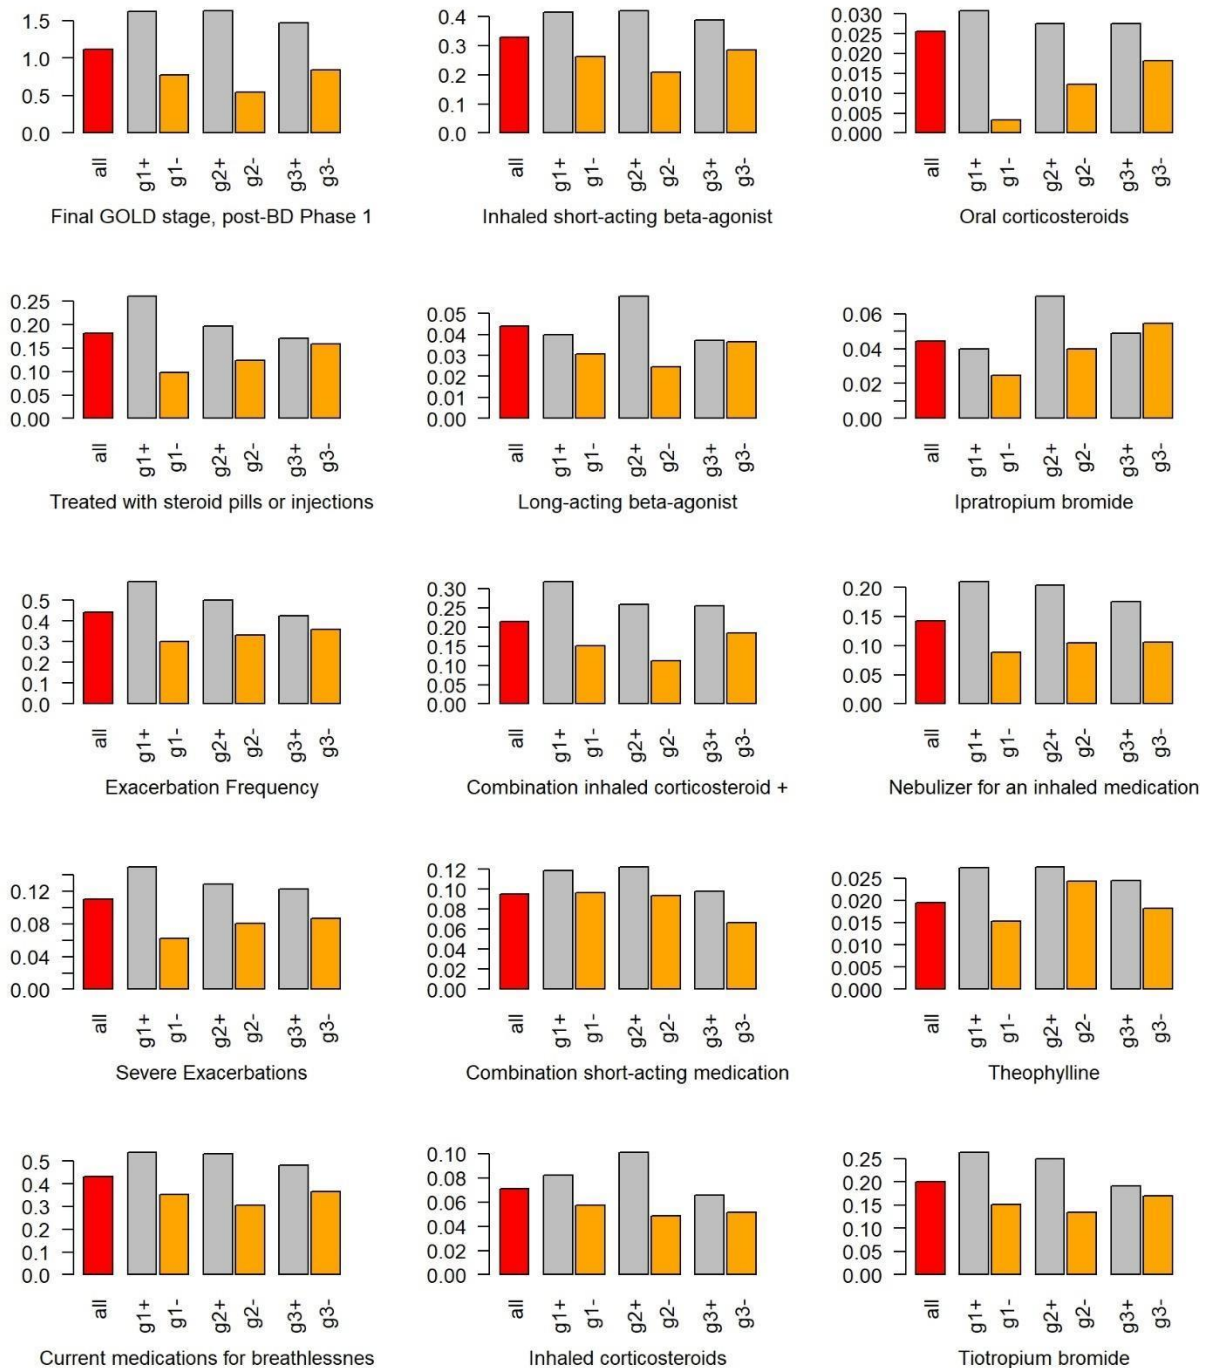 1.5
1.0
0.5
0.0
all
g1+
g1-
g2+
g2-
g3+
g3-
Final GOLD stage, post-BD Phase 1
0.4
0.3
0.2
0.1
0.0
all
g1+
g1-
g2+
g2-
g3+
g3-
Inhaled short-acting beta-agonist
0.030
0.025
0.020
0.015
0.010
0.005
0.000
all
g1+
g1-
g2+
g2-
g3+
g3-
Oral corticosteroids
0.25
0.20
0.15
0.10
0.05
0.00
all
g1+
g1-
g2+
g2-
g3+
g3-
Treated with steroid pills or injections
0.05
0.04
0.03
0.02
0.01
0.00
all
g1+
g1-
g2+
g2-
g3+
g3-
Long-acting beta-agonist
0.06
0.04
0.02
0.00
all
g1+
g1-
g2+
g2-
g3+
g3-
Ipratropium bromide
0.5
0.4
0.3
0.2
0.1
0.0
all
g1+
g1-
g2+
g2-
g3+
g3-
Exacerbation Frequency
0.30
0.25
0.20
0.15
0.10
0.05
0.00
all
g1+
g1-
g2+
g2-
g3+
g3-
Combination inhaled corticosteroid +
0.20
0.15
0.10
0.05
0.00
all
g1+
g1-
g2+
g2-
g3+
g3-
Nebulizer for an inhaled medication
0.12
0.08
0.04
0.00
all
g1+
g1-
g2+
g2-
g3+
g3-
Severe Exacerbations
0.12
0.10
0.08
0.06
0.04
0.02
0.00
all
g1+
g1-
g2+
g2-
g3+
g3-
Combination short-acting medication
0.025
0.020
0.015
0.010
0.005
0.000
all
g1+
g1-
g2+
g2-
g3+
g3-
Theophylline
0.5
0.4
0.3
0.2
0.1
0.0
all
g1+
g1-
g2+
g2-
g3+
g3-
Current medications for breathlessnes
0.10
0.08
0.06
0.04
0.02
0.00
all
g1+
g1-
g2+
g2-
g3+
g3-
Inhaled corticosteroids
0.25
0.20
0.15
0.10
0.05
0.00
all
g1+
g1-
g2+
g2-
g3+
g3-
Tiotropium bromide